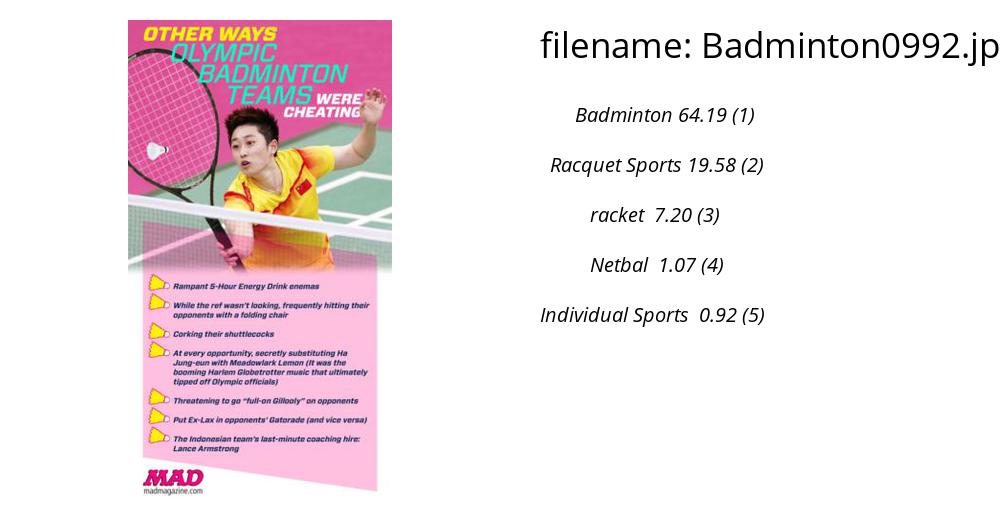 OTHER WAYS
OLYMPIC
BADMINTON
TEAMS WERE
CHEATING
Rampant 5-Hour Energy Drink enemas
While the ref wasn't looking, frequently hitting their
opponents with a folding chair
Corking their shuttlecocks
At every opportunity, secretly substituting Ha
Jung-eun with Meadowlark Lemon (It was the
booming Harlem Globetrotter music that ultimately
tipped off Olympic officials)
Threatening to go "full-on Gillooly" on opponents
Put Ex-Lax in opponents' Gatorade (and vice versa)
The Indonesian team's last-minute coaching hire:
Lance Armstrong
MAD
madmagazine.com
filename: Badminton0992.jp
Badminton 64.19 (1)
Racquet Sports 19.58 (2)
racket 7.20 (3)
Netbal 1.07 (4)
Individual Sports 0.92 (5)